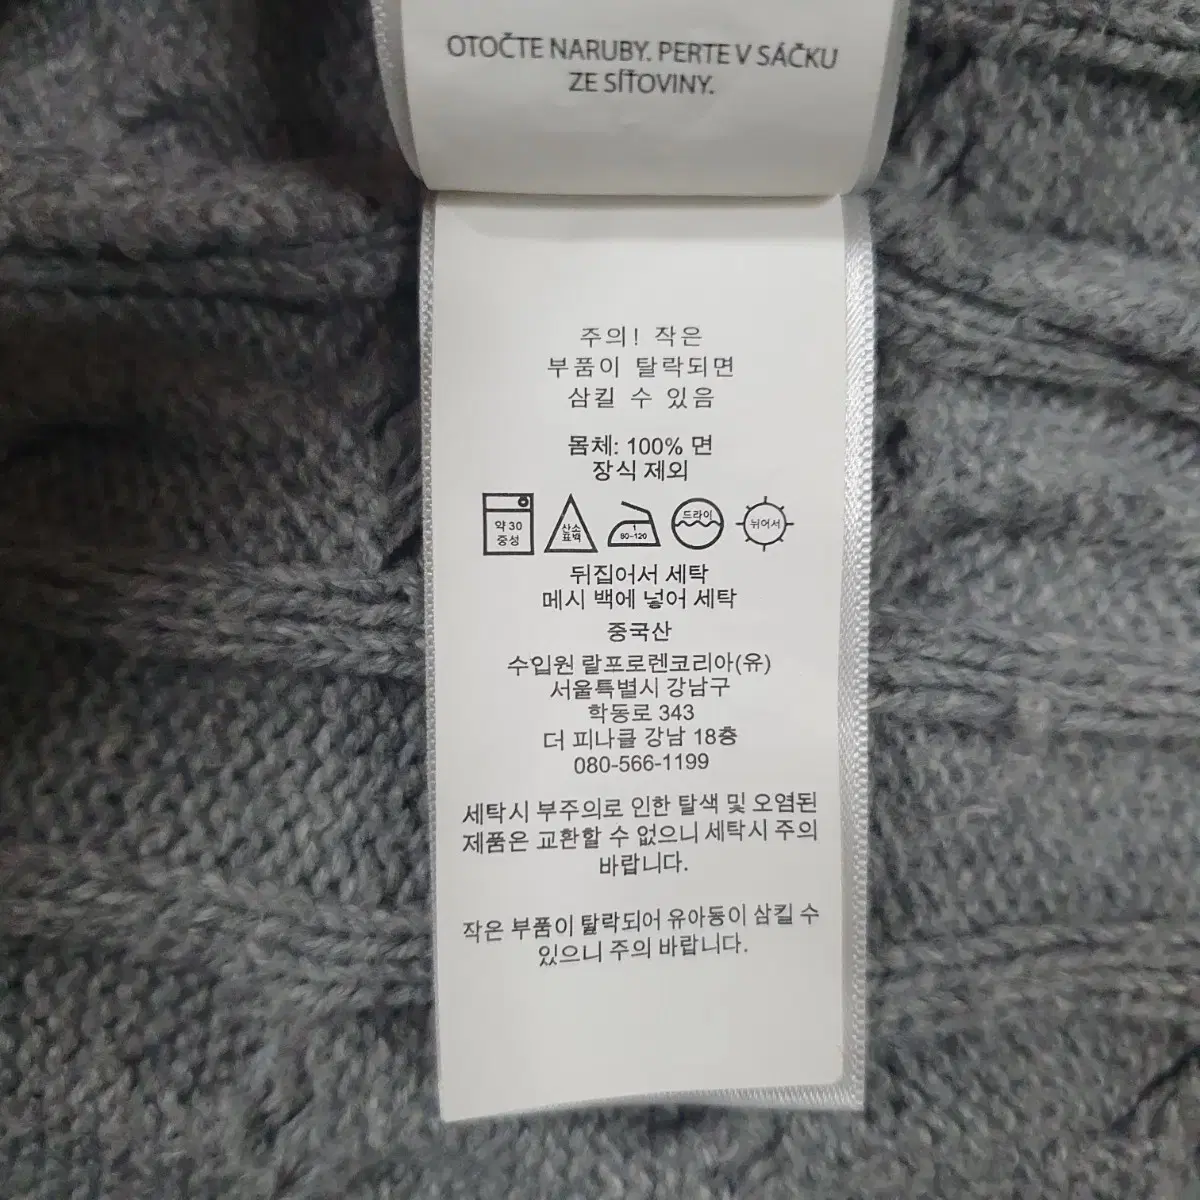 OTOČTE NARUBY. PERTE V SÁČKU
ZE SÍŤOVINY.
주의! 작은
부품이 탈락되면
삼킬 수 있음
몸체: 100% 면
장식 제외
약 30
중성
산소
표백
1
80-120
드라이
뉘어서
뒤집어서 세탁
메시 백에 넣어 세탁
중국산
수입원 랄프로렌코리아(유)
서울특별시 강남구
학동로 343
더 피나클 강남 18층
080-566-1199
세탁시 부주의로 인한 탈색 및 오염된
제품은 교환할 수 없으니 세탁시 주의
바랍니다.
작은 부품이 탈락되어 유아동이 삼킬 수
있으니 주의 바랍니다.